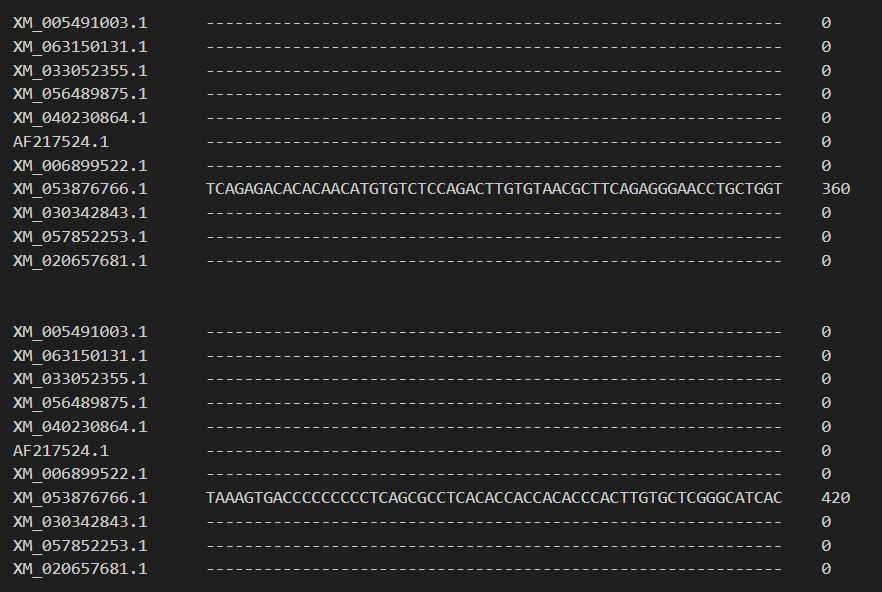 XM_005491003.1      ------------------------------------------------------------    0
XM_063150131.1      ------------------------------------------------------------    0
XM_033052355.1      ------------------------------------------------------------    0
XM_056489875.1      ------------------------------------------------------------    0
XM_040230864.1      ------------------------------------------------------------    0
AF217524.1          ------------------------------------------------------------    0
XM_006899522.1      ------------------------------------------------------------    0
XM_053876766.1      TCAGAGACACACAACATGTGTCTCCAGACTTGTGTAACGCTTCAGAGGGAACCTGCTGGT    360
XM_030342843.1      ------------------------------------------------------------    0
XM_057852253.1      ------------------------------------------------------------    0
XM_020657681.1      ------------------------------------------------------------    0
XM_005491003.1      ------------------------------------------------------------    0
XM_063150131.1      ------------------------------------------------------------    0
XM_033052355.1      ------------------------------------------------------------    0
XM_056489875.1      ------------------------------------------------------------    0
XM_040230864.1      ------------------------------------------------------------    0
AF217524.1          ------------------------------------------------------------    0
XM_006899522.1      ------------------------------------------------------------    0
XM_053876766.1      TAAAGTGACCCCCCCCCTCAGCGCCTCACACCACCACACCCACTTGTGCTCGGGCATCAC    420
XM_030342843.1      ------------------------------------------------------------    0
XM_057852253.1      ------------------------------------------------------------    0
XM_020657681.1      ------------------------------------------------------------    0